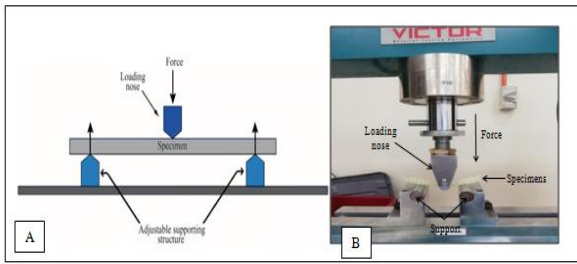 Force
Loading
nose
Specimen
Adjustable supporting
structure
A
VICTOR
Loading
nose
Force
Specimens
Support
B